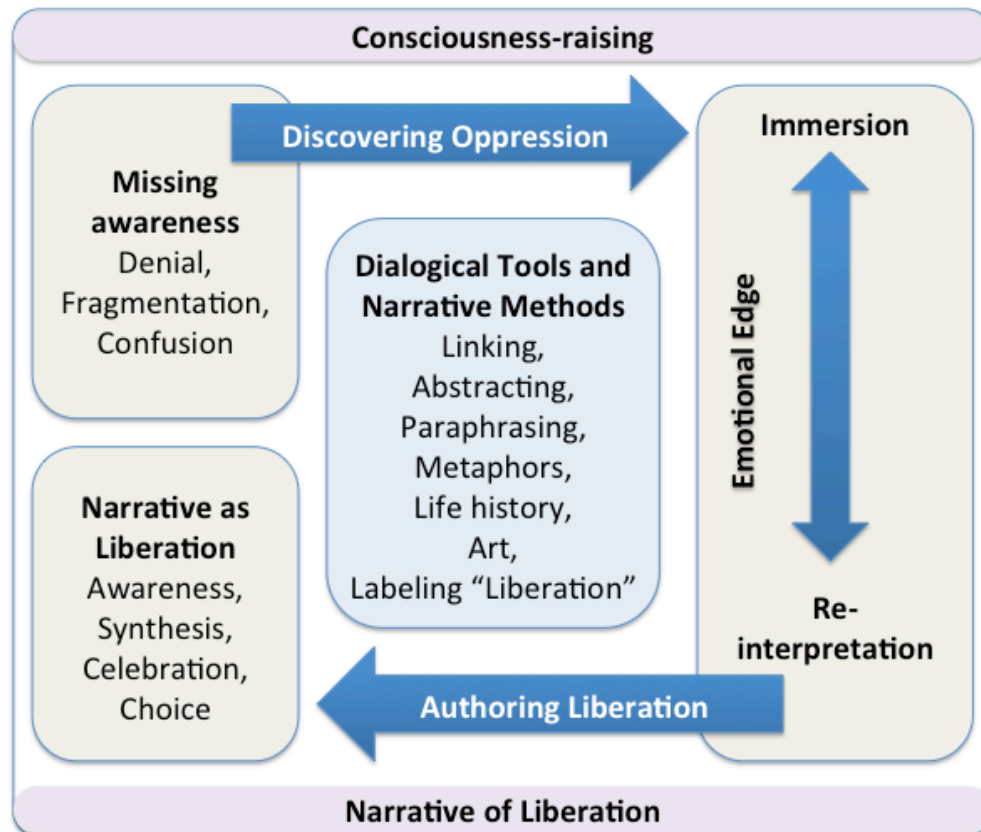 Consciousness-raising
Discovering Oppression
Missing
awareness
Denial,
Fragmentation,
Confusion
Immersion
Emotional Edge
Re-
interpretation
Dialogical Tools and
Narrative Methods
Linking,
Abstracting,
Paraphrasing,
Metaphors,
Life history,
Art,
Labeling “Liberation”
Narrative as
Liberation
Awareness,
Synthesis,
Celebration,
Choice
Authoring Liberation
Narrative of Liberation